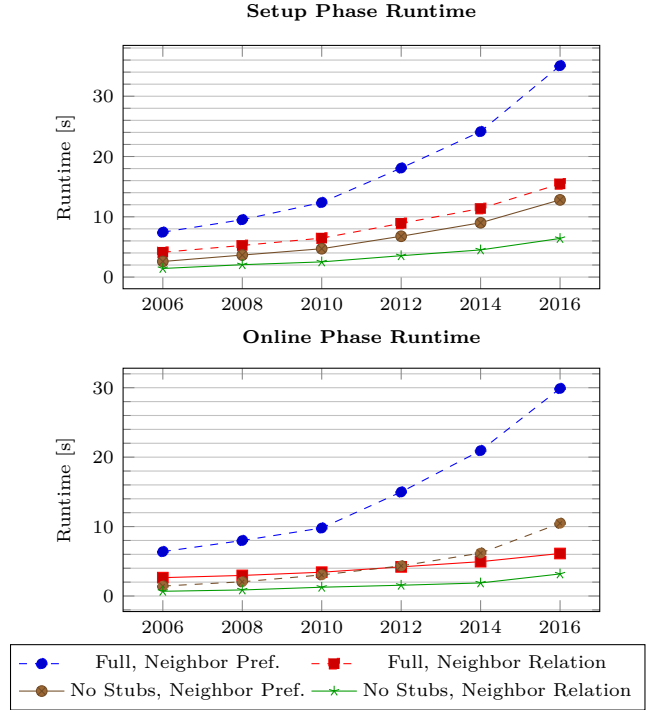 Setup Phase Runtime
30
20
10
0
Runtime [s]
2006 2008 2010 2012 2014 2016
Online Phase Runtime
30
20
10
0
Runtime [s]
2006 2008 2010 2012 2014 2016
Full, Neighbor Pref. Full, Neighbor Relation
No Stubs, Neighbor Pref. No Stubs, Neighbor Relation